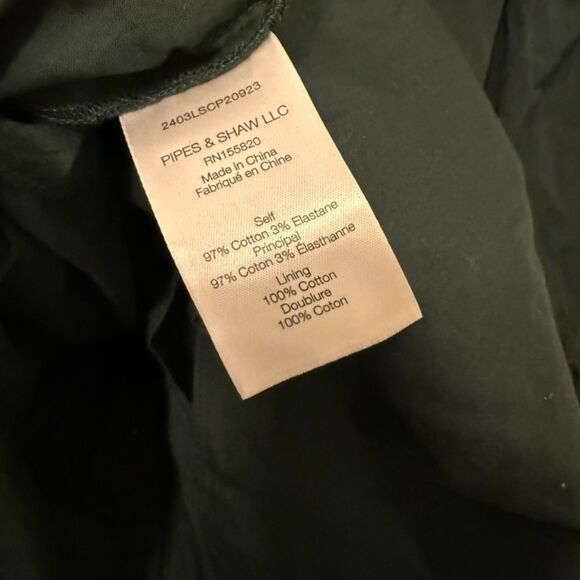 2403LSCP20923
PIPES & SHAW LLC
RN155820
Made in China
Fabriqué en Chine
Self
97% Cotton 3% Elastane
Principal
97% Coton 3% Élasthanne
Lining
100% Cotton
Doublure
100% Coton